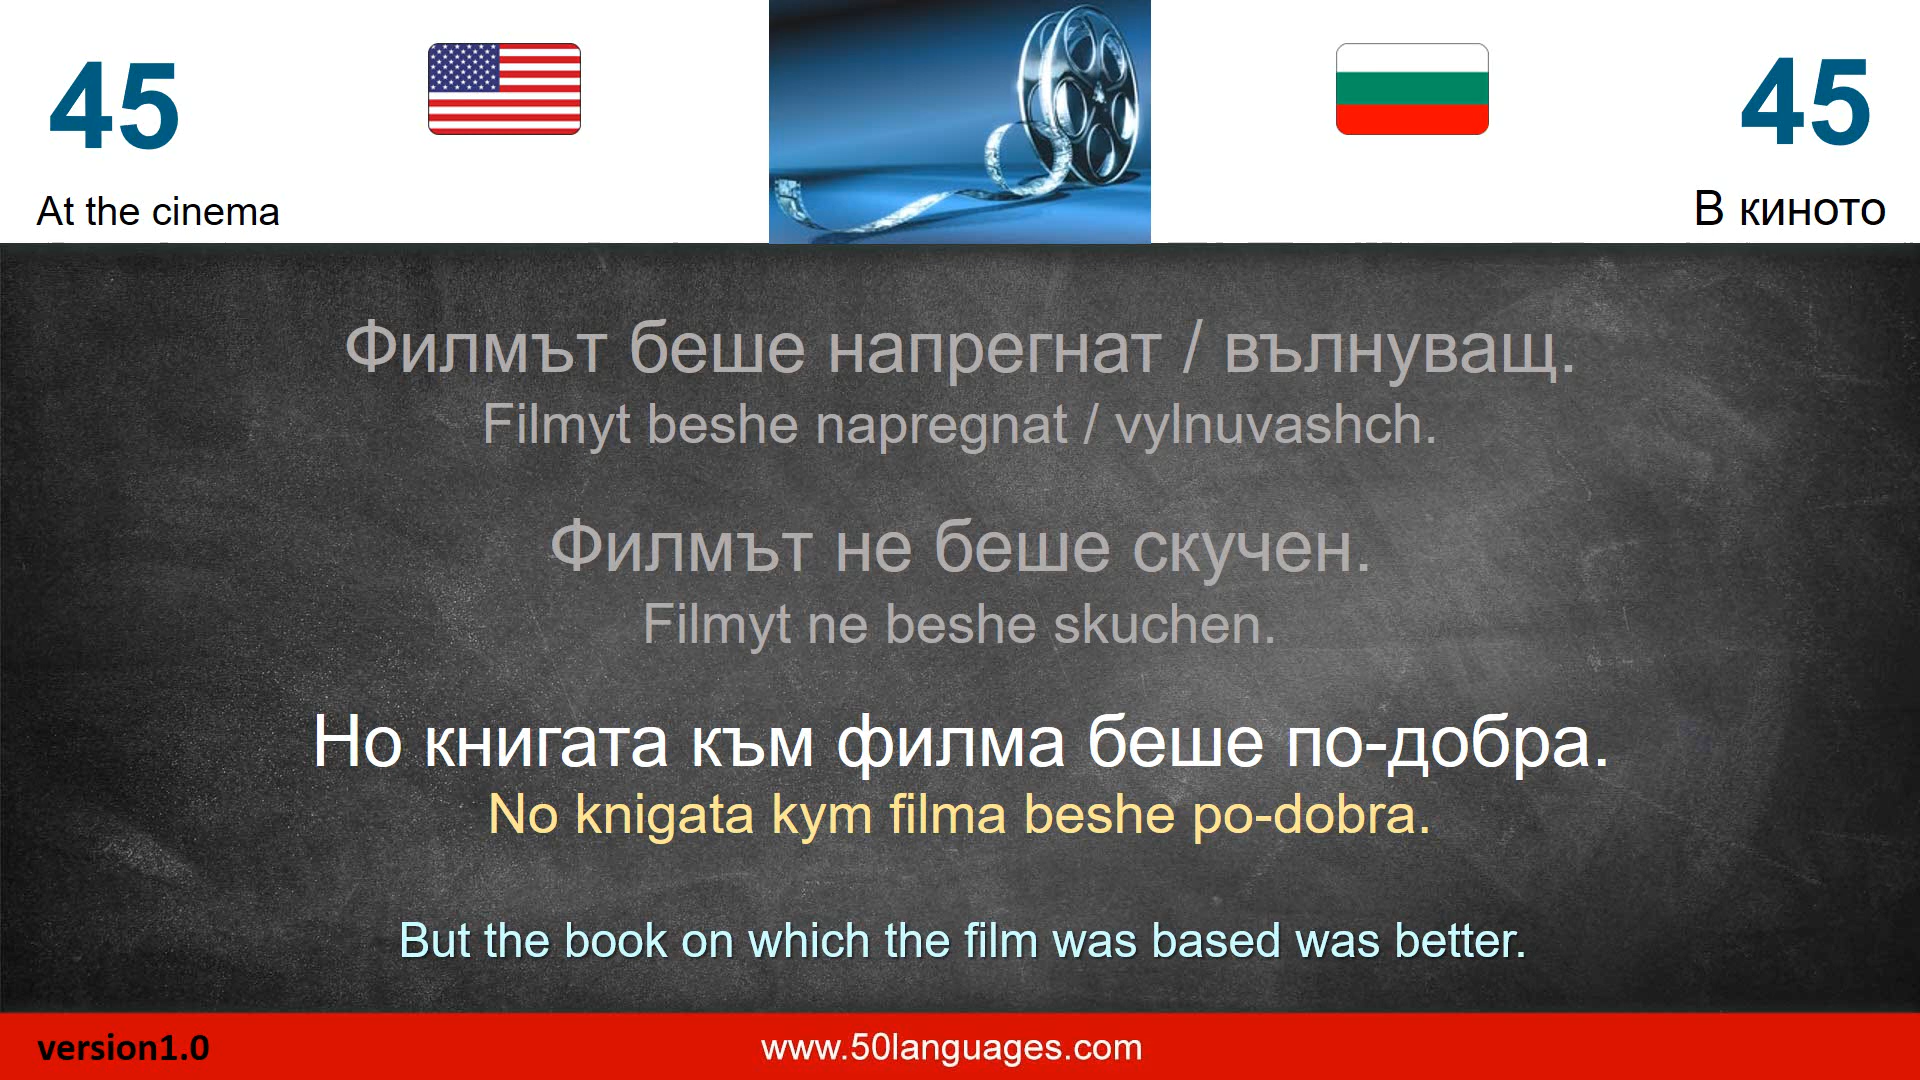 45
45
At the cinema
В киното
Филмът беше напрегнат / вълнуващ.
Filmyt beshe napregnat / vylnuvashch.
Филмът не беше скучен.
Filmyt ne beshe skuchen.
Но книгата към филма беше по-добра.
No knigata kym filma beshe po-dobra.
But the book on which the film was based was better.
version1.0
www.50languages.com